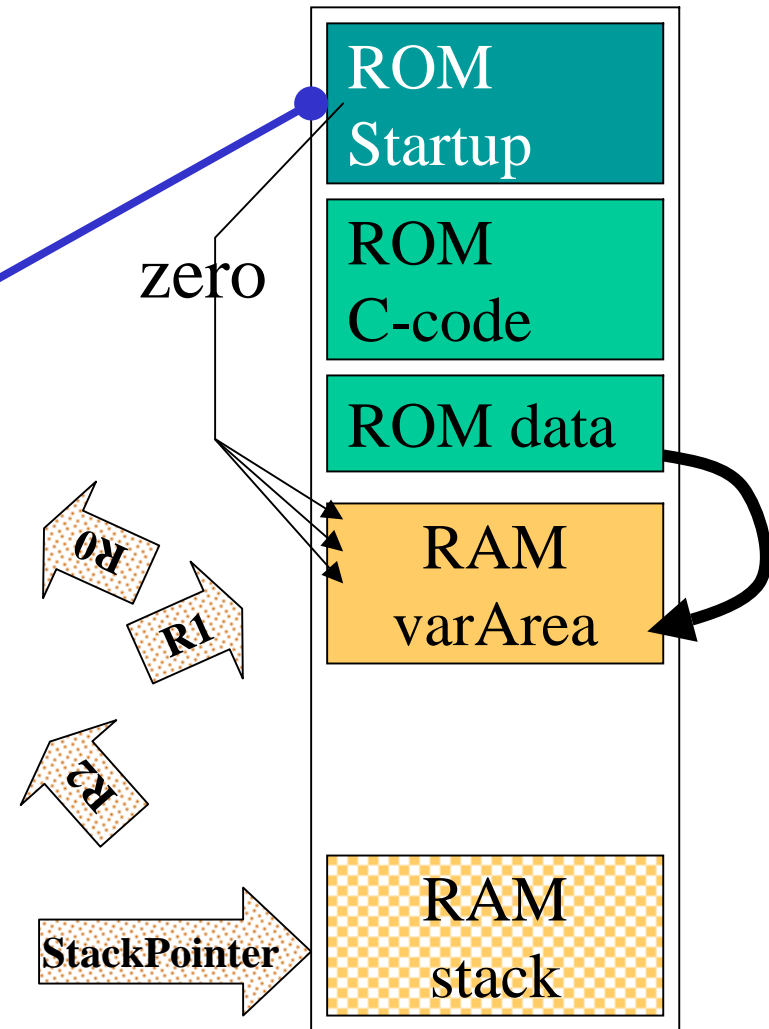 ROM
Startup
zero
ROM
C-code
ROM data
RAM
varArea
R0
R1
R2
RAM
stack
StackPointer